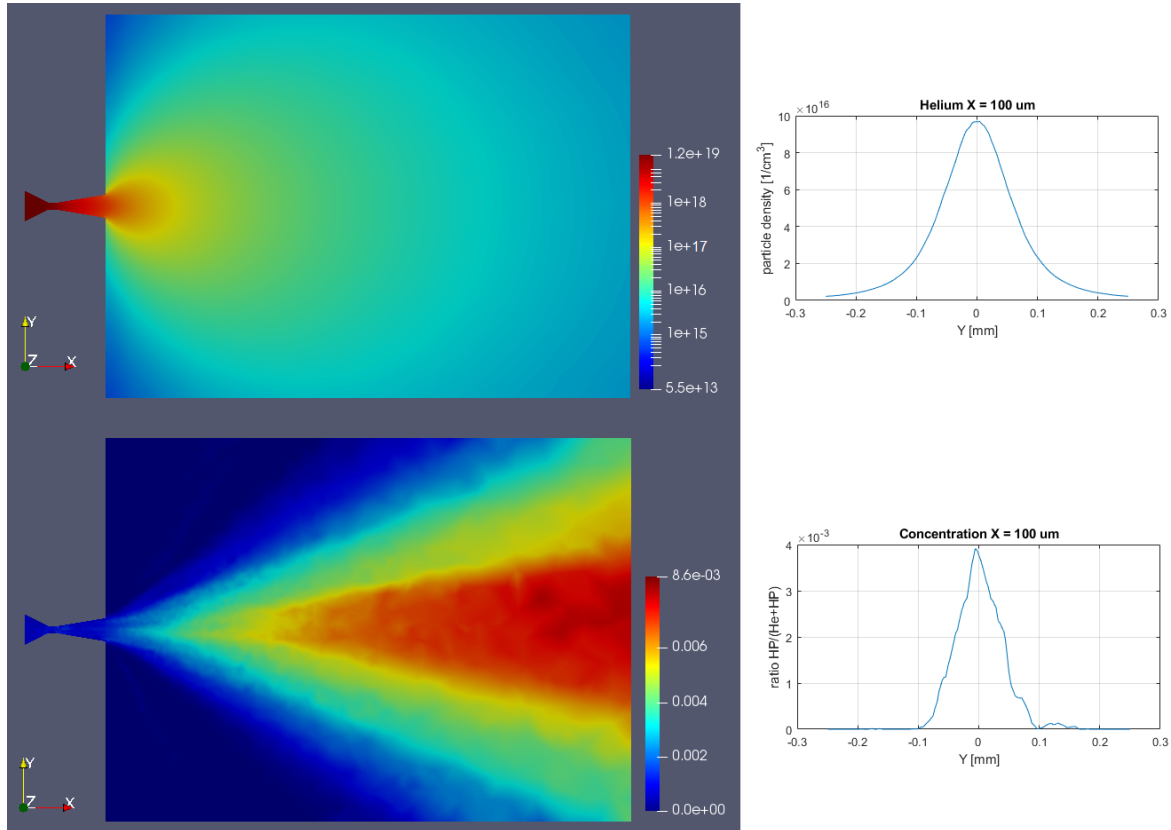 1.2e+19
1e+18
1e+17
1e+16
1e+15
5.5e+13
Y
Z
X
Helium X = 100 um
× 10^16
10
8
6
4
2
0
particle density [1/cm^3]
-0.3
-0.2
-0.1
0
0.1
0.2
0.3
Y [mm]
8.6e-03
0.006
0.004
0.002
0.0e+00
Y
Z
X
Concentration X = 100 um
× 10^-3
4
3
2
1
0
ratio HP/(He+HP)
-0.3
-0.2
-0.1
0
0.1
0.2
0.3
Y [mm]